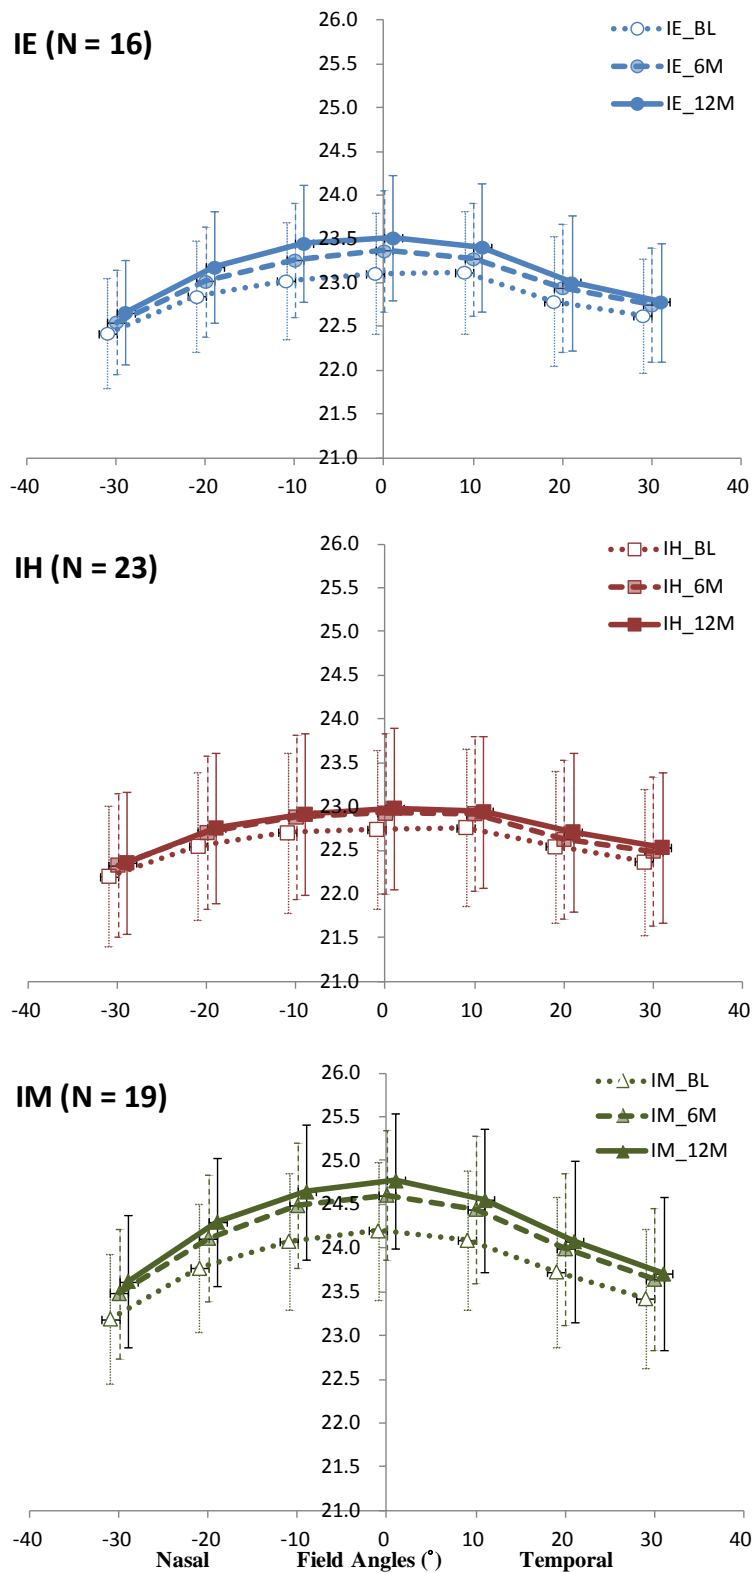 IE (N = 16)
26.0
25.5
25.0
24.5
24.0
23.5
23.0
22.5
22.0
21.5
21.0
IE_BL
IE_6M
IE_12M
-40 -30 -20 -10 0 10 20 30 40
IH (N = 23)
26.0
25.5
25.0
24.5
24.0
23.5
23.0
22.5
22.0
21.5
21.0
IH_BL
IH_6M
IH_12M
-40 -30 -20 -10 0 10 20 30 40
IM (N = 19)
26.0
25.5
25.0
24.5
24.0
23.5
23.0
22.5
22.0
21.5
21.0
IM_BL
IM_6M
IM_12M
-40 -30 -20 -10 0 10 20 30 40
Nasal Field Angles (°) Temporal